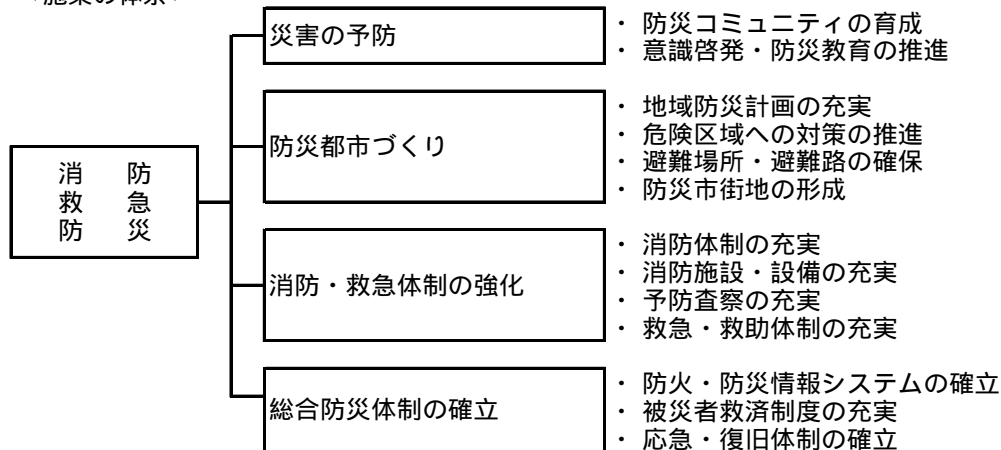 災害の予防
・ 防災コミュニティの育成
・ 意識啓発・防災教育の推進
防災都市づくり
・ 地域防災計画の充実
・ 危険区域への対策の推進
・ 避難場所・避難路の確保
・ 防災市街地の形成
消　防
救　急
防　災
消防・救急体制の強化
・ 消防体制の充実
・ 消防施設・設備の充実
・ 予防査察の充実
・ 救急・救助体制の充実
総合防災体制の確立
・ 防火・防災情報システムの確立
・ 被災者救済制度の充実
・ 応急・復旧体制の確立